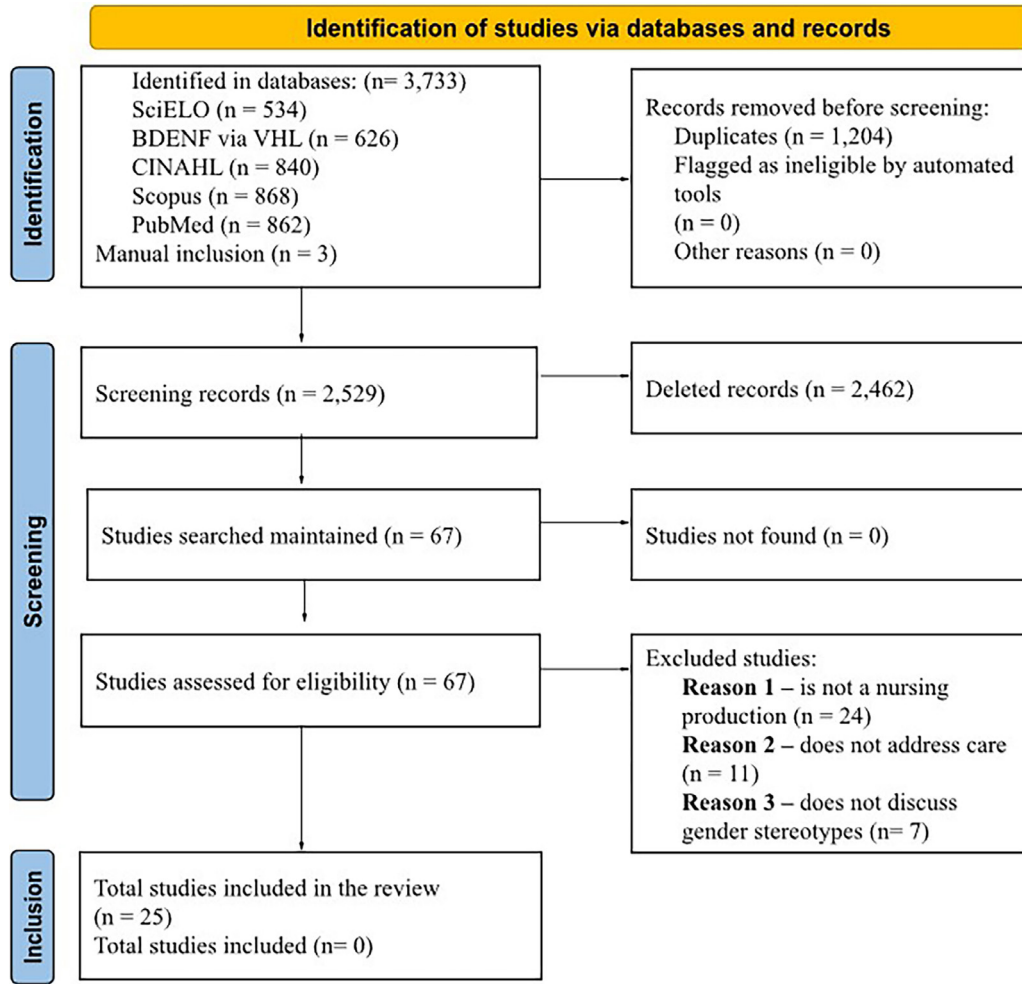 Identification of studies via databases and records
Identification
Identified in databases: (n= 3,733)
SciELO (n = 534)
BDENF via VHL (n = 626)
CINAHL (n = 840)
Scopus (n = 868)
PubMed (n = 862)
Manual inclusion (n = 3)
Records removed before screening:
Duplicates (n = 1,204)
Flagged as ineligible by automated
tools
(n = 0)
Other reasons (n = 0)
Screening
Screening records (n = 2,529)
Deleted records (n = 2,462)
Studies searched maintained (n = 67)
Studies not found (n = 0)
Studies assessed for eligibility (n = 67)
Excluded studies:
Reason 1 – is not a nursing
production (n = 24)
Reason 2 – does not address care
(n = 11)
Reason 3 – does not discuss
gender stereotypes (n= 7)
Inclusion
Total studies included in the review
(n = 25)
Total studies included (n= 0)